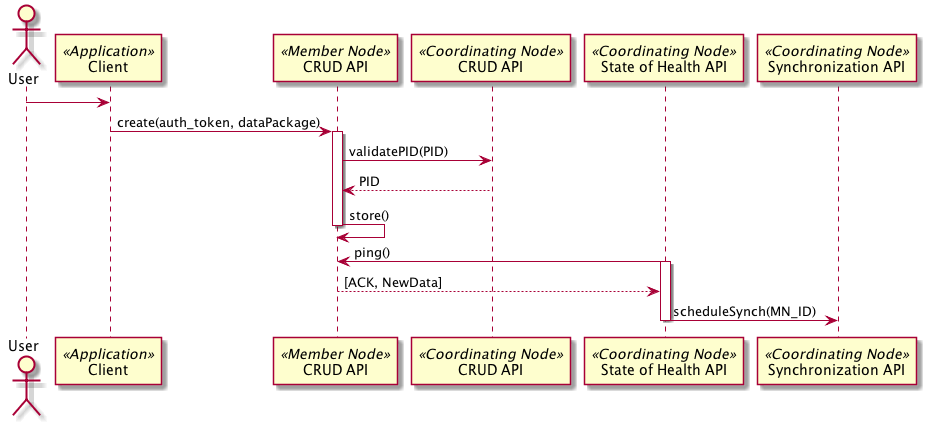 User
«Application»
Client
«Member Node»
CRUD API
«Coordinating Node»
CRUD API
«Coordinating Node»
State of Health API
«Coordinating Node»
Synchronization API
create(auth_token, dataPackage)
validatePID(PID)
PID
store()
ping()
[ACK, NewData]
scheduleSynch(MN_ID)
User
«Application»
Client
«Member Node»
CRUD API
«Coordinating Node»
CRUD API
«Coordinating Node»
State of Health API
«Coordinating Node»
Synchronization API